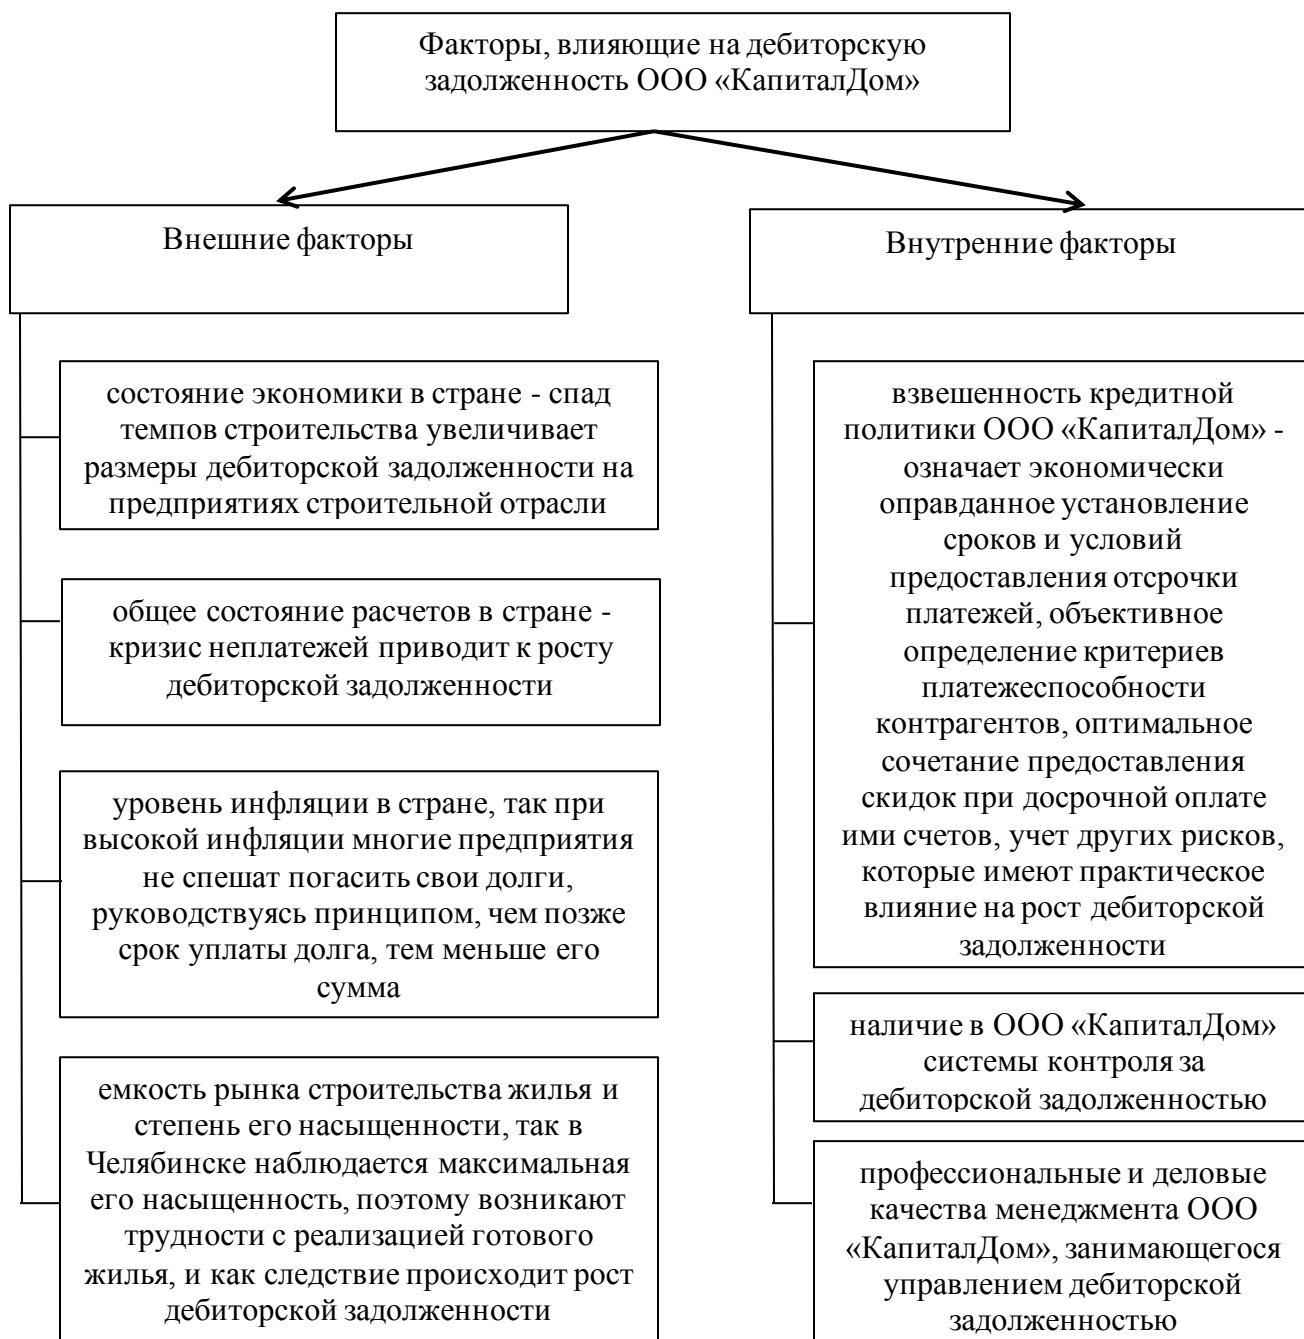 Факторы, влияющие на дебиторскую
задолженность ООО «КапиталДом»
Внешние факторы
состояние экономики в стране - спад
темпов строительства увеличивает
размеры дебиторской задолженности на
предприятиях строительной отрасли
общее состояние расчетов в стране -
кризис неплатежей приводит к росту
дебиторской задолженности
уровень инфляции в стране, так при
высокой инфляции многие предприятия
не спешат погасить свои долги,
руководствуясь принципом, чем позже
срок уплаты долга, тем меньше его
сумма
емкость рынка строительства жилья и
степень его насыщенности, так в
Челябинске наблюдается максимальная
его насыщенность, поэтому возникают
трудности с реализацией готового
жилья, и как следствие происходит рост
дебиторской задолженности
Внутренние факторы
взвешенность кредитной
политики ООО «КапиталДом» -
означает экономически
оправданное установление
сроков и условий
предоставления отсрочки
платежей, объективное
определение критериев
платежеспособности
контрагентов, оптимальное
сочетание предоставления
скидок при досрочной оплате
ими счетов, учет других рисков,
которые имеют практическое
влияние на рост дебиторской
задолженности
наличие в ООО «КапиталДом»
системы контроля за
дебиторской задолженностью
профессиональные и деловые
качества менеджмента ООО
«КапиталДом», занимающегося
управлением дебиторской
задолженностью